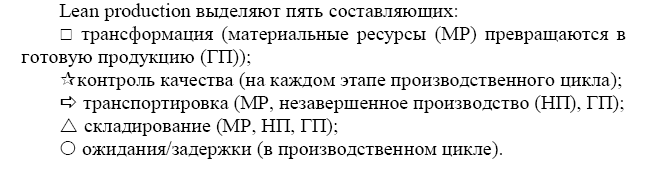 Lean production выделяют пять составляющих:
□ трансформация (материальные ресурсы (МР) превращаются в
готовую продукцию (ГП));
☆контроль качества (на каждом этапе производственного цикла);
⇨ транспортировка (МР, незавершенное производство (НП), ГП);
△ складирование (МР, НП, ГП);
○ ожидания/задержки (в производственном цикле).